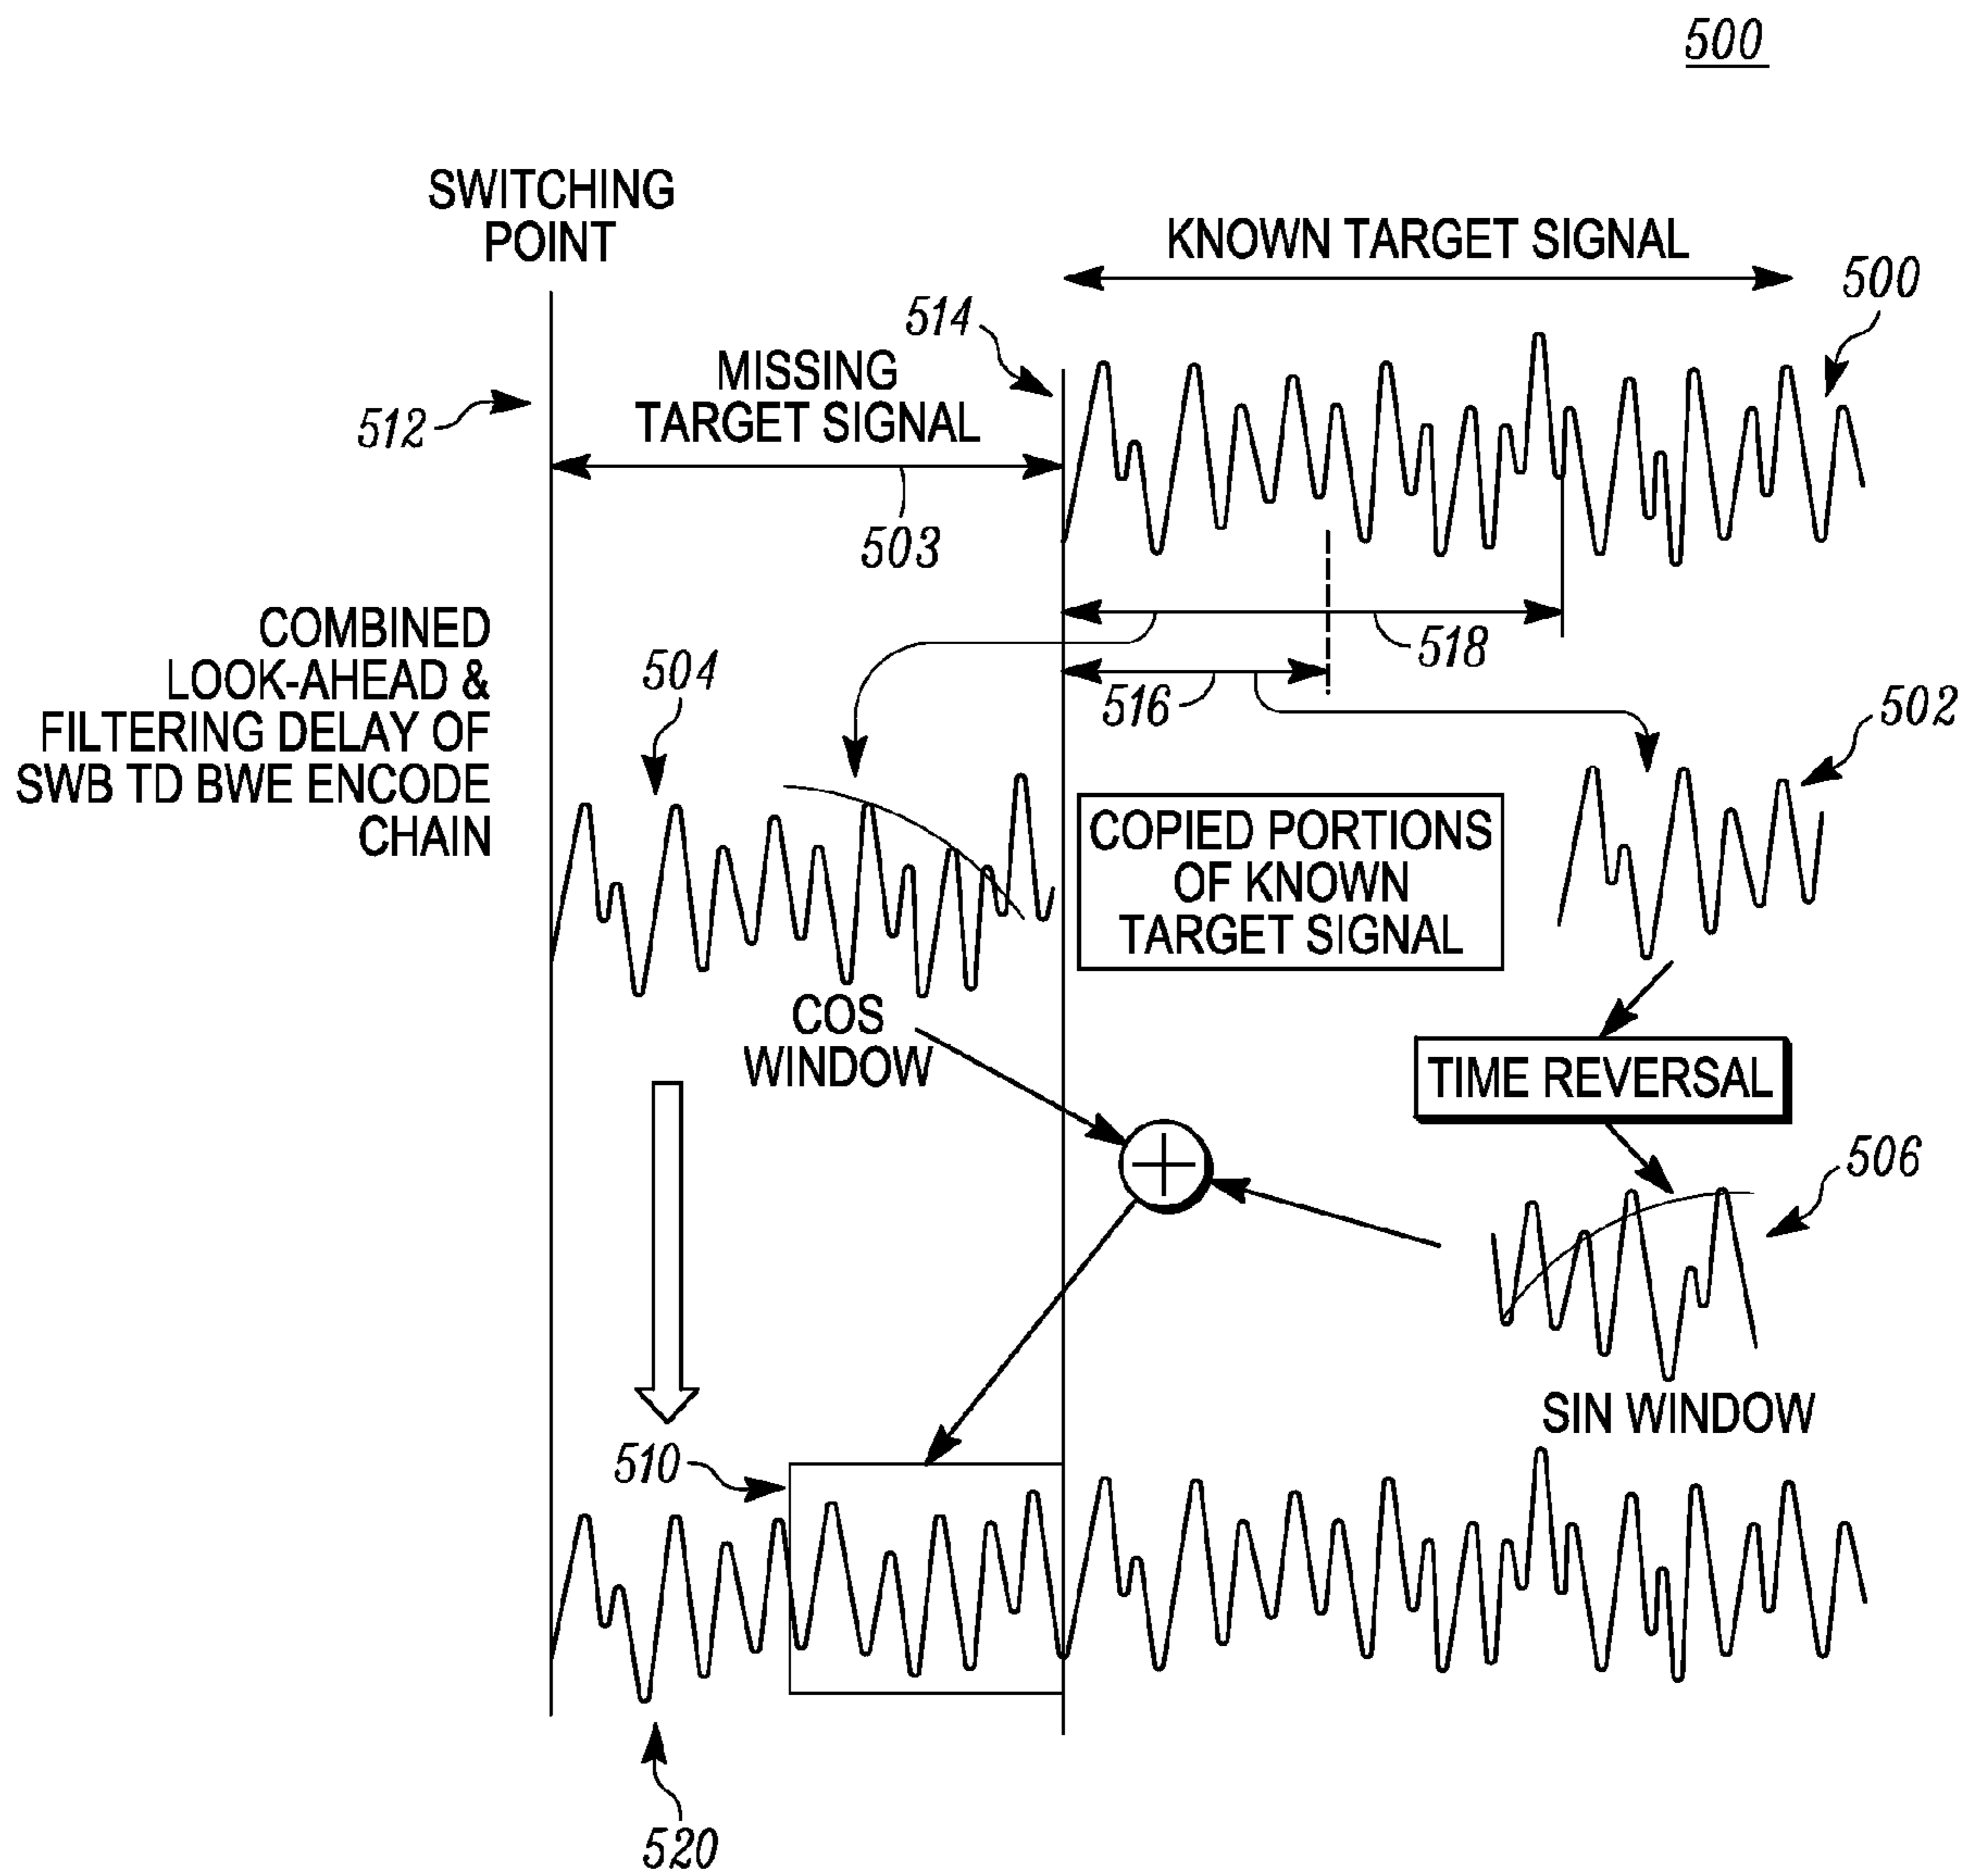 500
SWITCHING
POINT
KNOWN TARGET SIGNAL
500
514
MISSING
TARGET SIGNAL
512
503
COMBINED
LOOK-AHEAD &
FILTERING DELAY OF
SWB TD BWE ENCODE
CHAIN
504
518
516
502
COPIED PORTIONS
OF KNOWN
TARGET SIGNAL
COS
WINDOW
TIME REVERSAL
506
SIN WINDOW
510
520